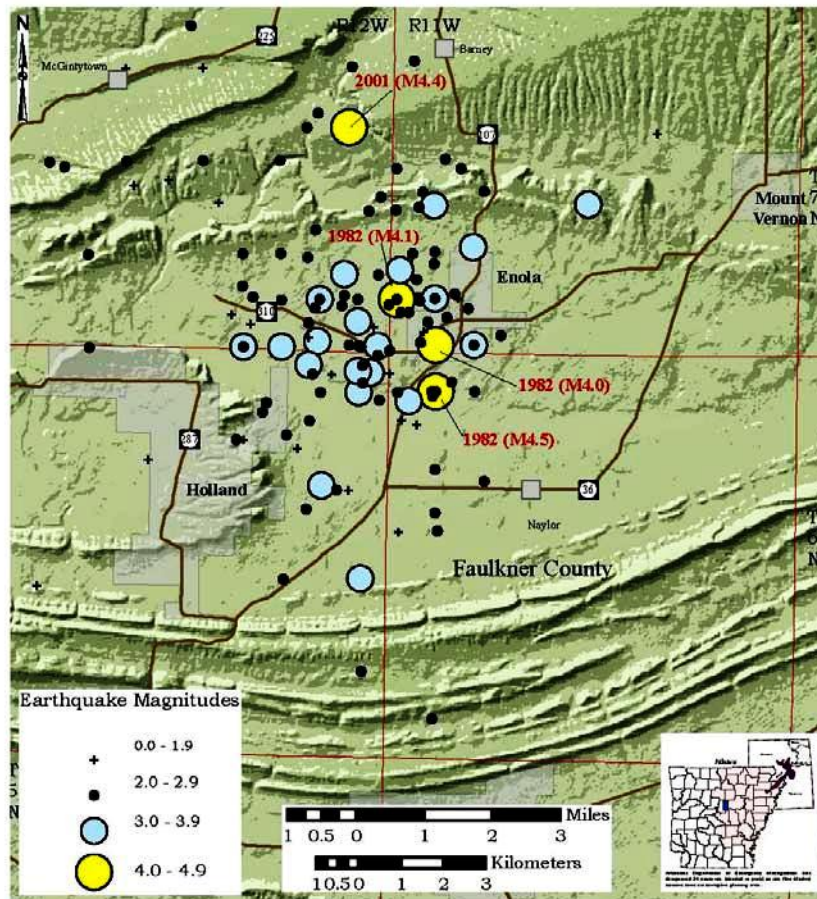 N
R12W R11W
225
McGintytown
Barney
2001 (M4.4)
107
T
Mount 7
Vernon N
1982 (M4.1)
Enola
310
1982 (M4.0)
1982 (M4.5)
287
Holland
36
Naylor
T
N
Faulkner County
Earthquake Magnitudes
0.0 - 1.9
2.0 - 2.9
3.0 - 3.9
4.0 - 4.9
T
5
N
1 0.5 0 1 2 3 Miles
10.5 0 1 2 3 Kilometers